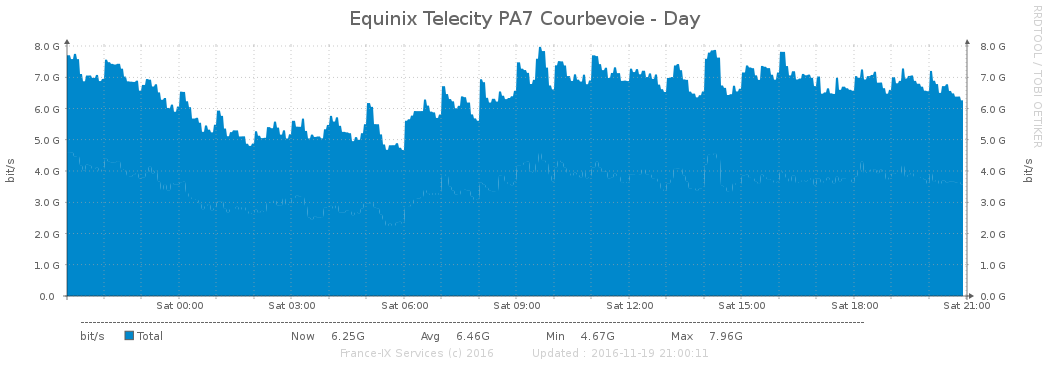 Equinix Telecity PA7 Courbevoie - Day
RRDTOOL / TOBI OETIKER
8.0 G 8.0 G
7.0 G 7.0 G
6.0 G 6.0 G
5.0 G 5.0 G
4.0 G 4.0 G
3.0 G 3.0 G
2.0 G 2.0 G
1.0 G 1.0 G
0.0 0.0 G
bit/s bit/s
Sat 00:00 Sat 03:00 Sat 06:00 Sat 09:00 Sat 12:00 Sat 15:00 Sat 18:00 Sat 21:00
bit/s Total Now 6.25G Avg 6.46G Min 4.67G Max 7.96G
France-IX Services (c) 2016 Updated : 2016-11-19 21:00:11